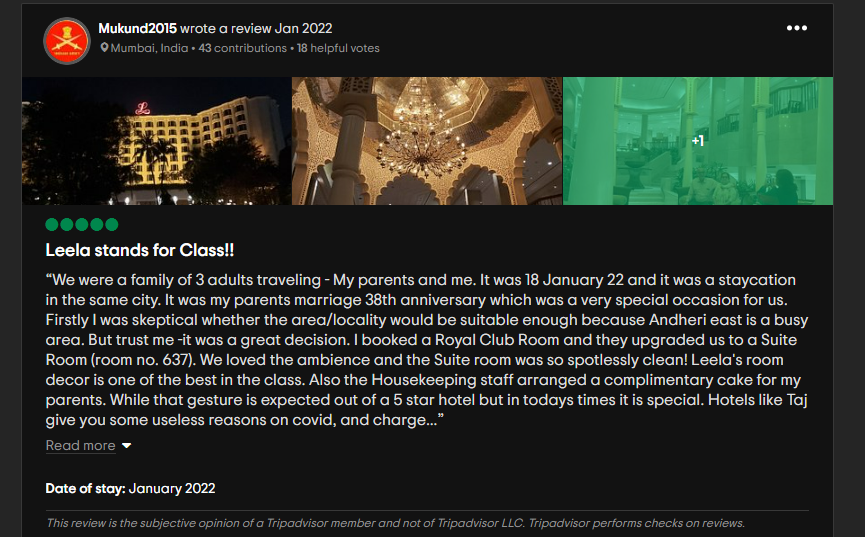 Mukund2015 wrote a review Jan 2022
Mumbai, India • 43 contributions • 18 helpful votes
L
+1
Leela stands for Class!!
“We were a family of 3 adults traveling - My parents and me. It was 18 January 22 and it was a staycation
in the same city. It was my parents marriage 38th anniversary which was a very special occasion for us.
Firstly I was skeptical whether the area/locality would be suitable enough because Andheri east is a busy
area. But trust me -it was a great decision. I booked a Royal Club Room and they upgraded us to a Suite
Room (room no. 637). We loved the ambience and the Suite room was so spotlessly clean! Leela's room
decor is one of the best in the class. Also the Housekeeping staff arranged a complimentary cake for my
parents. While that gesture is expected out of a 5 star hotel but in todays times it is special. Hotels like Taj
give you some useless reasons on covid, and charge...”
Read more
Date of stay: January 2022
This review is the subjective opinion of a Tripadvisor member and not of Tripadvisor LLC. Tripadvisor performs checks on reviews.